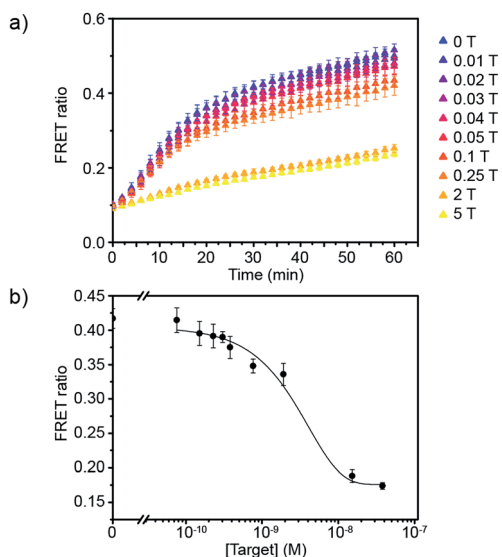 a)
FRET ratio
0.6
0.4
0.2
0.0
0 10 20 30 40 50 60
Time (min)
0 T
0.01 T
0.02 T
0.03 T
0.04 T
0.05 T
0.1 T
0.25 T
2 T
5 T
b)
FRET ratio
0.45
0.40
0.35
0.30
0.25
0.20
0.15
0 10⁻¹⁰ 10⁻⁹ 10⁻⁸ 10⁻⁷
[Target] (M)